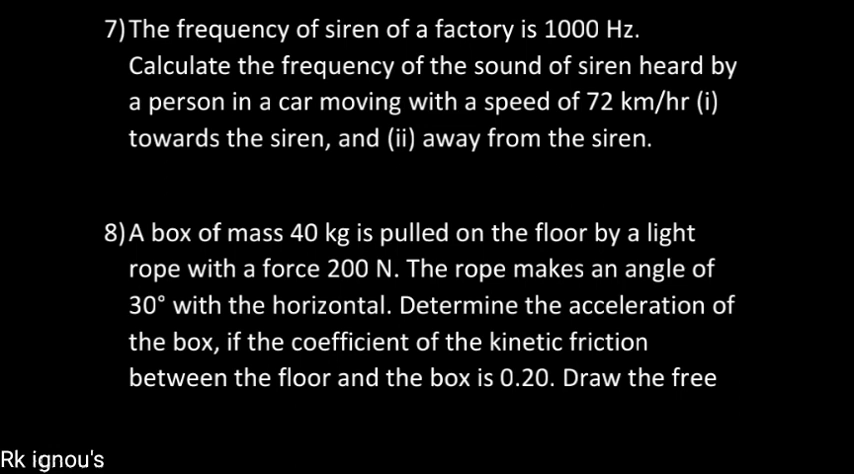 7)The frequency of siren of a factory is 1000 Hz.
Calculate the frequency of the sound of siren heard by
a person in a car moving with a speed of 72 km/hr (i)
towards the siren, and (ii) away from the siren.
8)A box of mass 40 kg is pulled on the floor by a light
rope with a force 200 N. The rope makes an angle of
30° with the horizontal. Determine the acceleration of
the box, if the coefficient of the kinetic friction
between the floor and the box is 0.20. Draw the free
Rk ignou's